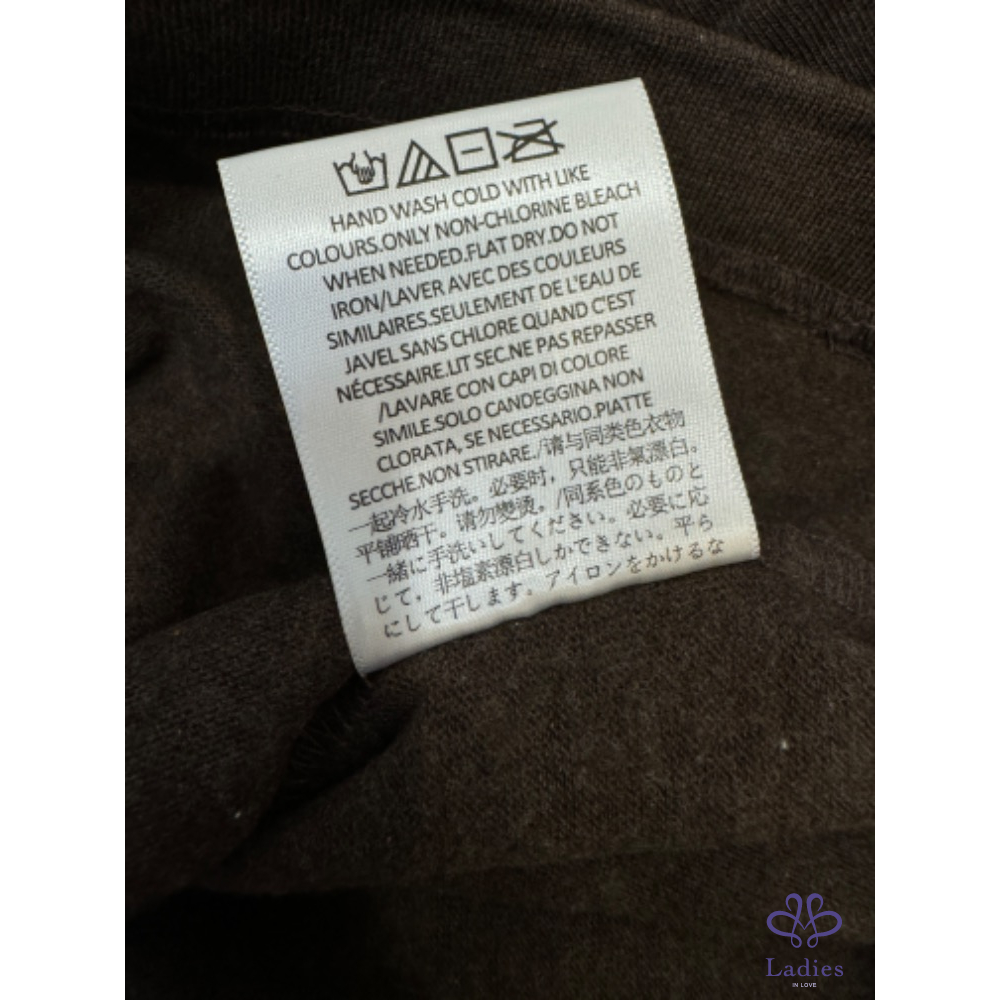 HAND WASH COLD WITH LIKE
COLOURS.ONLY NON-CHLORINE BLEACH
WHEN NEEDED.FLAT DRY.DO NOT
IRON/LAVER AVEC DES COULEURS
SIMILAIRES.SEULEMENT DE L'EAU DE
JAVEL SANS CHLORE QUAND C'EST
NÉCESSAIRE.LIT SEC.NE PAS REPASSER
/LAVARE CON CAPI DI COLORE
SIMILE.SOLO CANDEGGINA NON
CLORATA, SE NECESSARIO.PIATTE
SECCHE.NON STIRARE./请与同类色衣物
一起冷水手洗。必要时，只能非氯漂白。
平铺晒干。请勿熨烫。/同系色のものと
一緒に手洗いしてください。必要に応
じて、非塩素漂白しかできない。平ら
にして干します。アイロンをかけるな
Ladies
IN LOVE